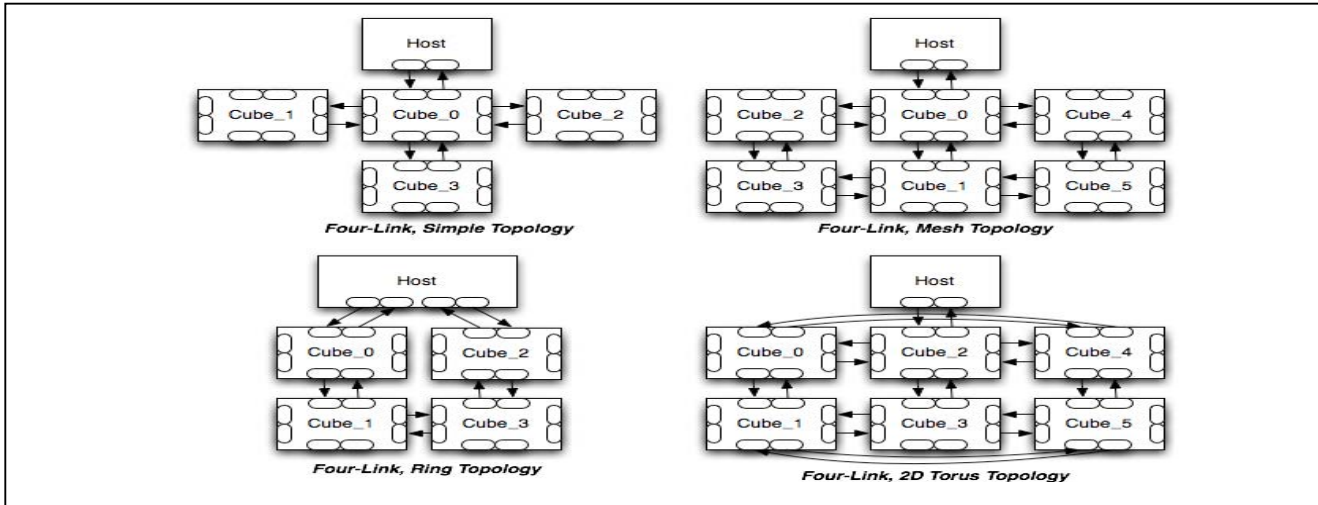 Host
Cube_1
Cube_0
Cube_2
Cube_3
Four-Link, Simple Topology
Host
Cube_2
Cube_0
Cube_4
Cube_3
Cube_1
Cube_5
Four-Link, Mesh Topology
Host
Cube_0
Cube_2
Cube_1
Cube_3
Four-Link, Ring Topology
Host
Cube_0
Cube_2
Cube_4
Cube_1
Cube_3
Cube_5
Four-Link, 2D Torus Topology